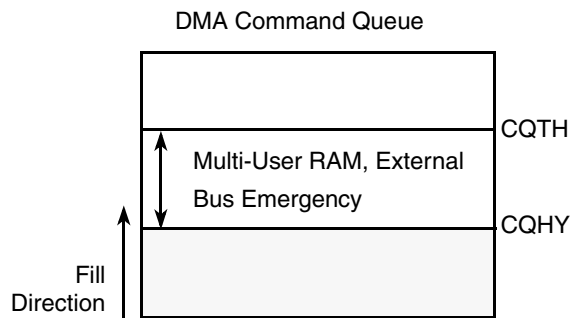 DMA Command Queue
CQTH
Multi-User RAM, External
Bus Emergency
CQHY
Fill
Direction